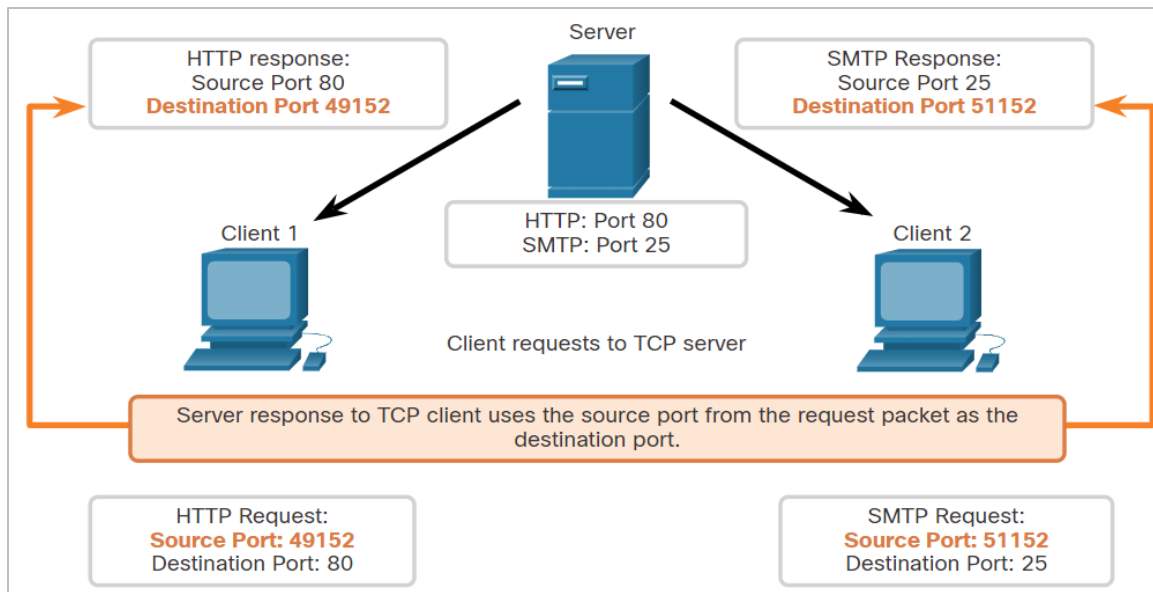 Server
HTTP response:
Source Port 80
Destination Port 49152
SMTP Response:
Source Port 25
Destination Port 51152
HTTP: Port 80
SMTP: Port 25
Client 1
Client 2
Client requests to TCP server
Server response to TCP client uses the source port from the request packet as the
destination port.
HTTP Request:
Source Port: 49152
Destination Port: 80
SMTP Request:
Source Port: 51152
Destination Port: 25